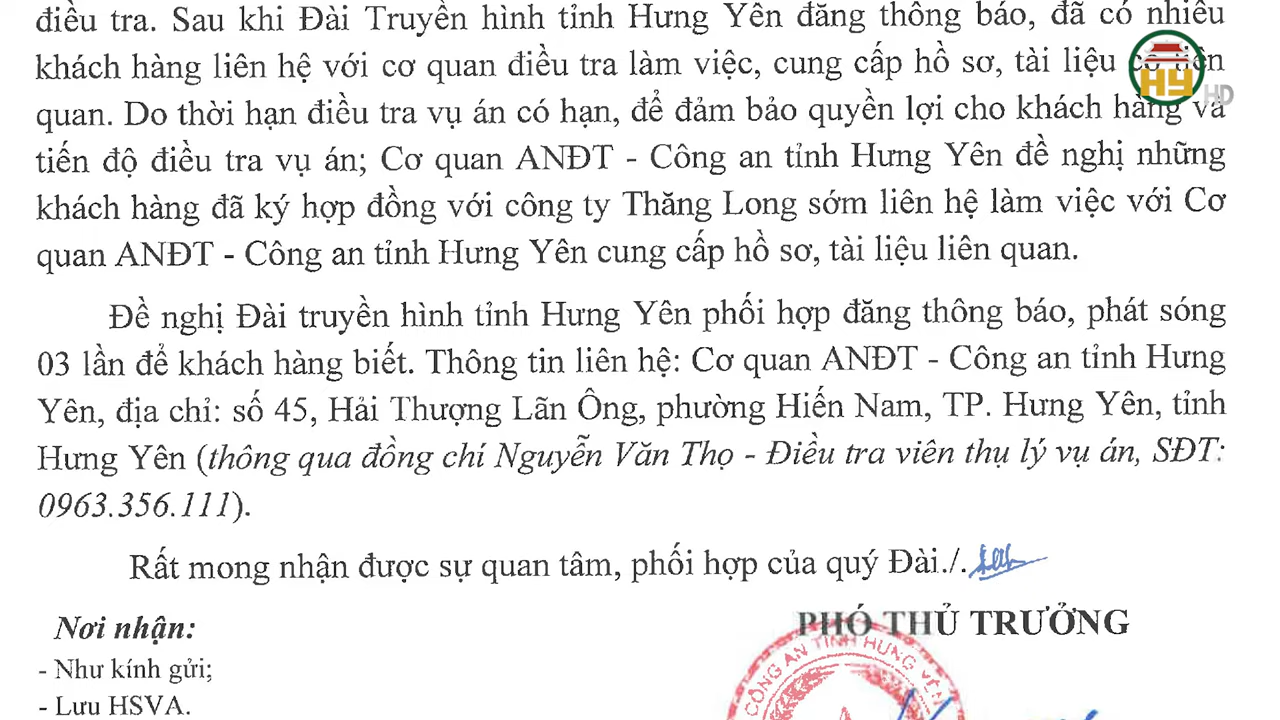 điều tra. Sau khi Đài Truyền hình tỉnh Hưng Yên đăng thông báo, đã có nhiều
khách hàng liên hệ với cơ quan điều tra làm việc, cung cấp hồ sơ, tài liệu có liên
quan. Do thời hạn điều tra vụ án có hạn, để đảm bảo quyền lợi cho khách hàng và
tiến độ điều tra vụ án; Cơ quan ANĐT - Công an tỉnh Hưng Yên đề nghị những
khách hàng đã ký hợp đồng với công ty Thăng Long sớm liên hệ làm việc với Cơ
quan ANĐT - Công an tỉnh Hưng Yên cung cấp hồ sơ, tài liệu liên quan.
Đề nghị Đài truyền hình tỉnh Hưng Yên phối hợp đăng thông báo, phát sóng
03 lần để khách hàng biết. Thông tin liên hệ: Cơ quan ANĐT - Công an tỉnh Hưng
Yên, địa chỉ: số 45, Hải Thượng Lãn Ông, phường Hiến Nam, TP. Hưng Yên, tỉnh
Hưng Yên (thông qua đồng chí Nguyễn Văn Thọ - Điều tra viên thụ lý vụ án, SĐT:
0963.356.111).
Rất mong nhận được sự quan tâm, phối hợp của quý Đài./.
Nơi nhận:
- Như kính gửi;
- Lưu HSVA.
PHÓ THỦ TRƯỞNG
CÔNG AN TỈNH HƯNG YÊN
HY
HD